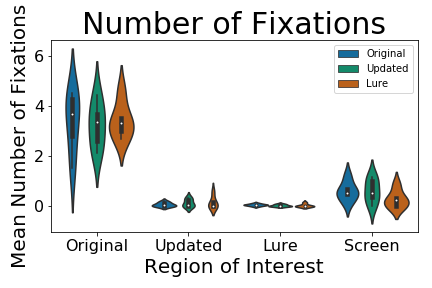 Number of Fixations
Mean Number of Fixations
6
4
2
0
Original
Updated
Lure
Original
Updated
Lure
Screen
Region of Interest